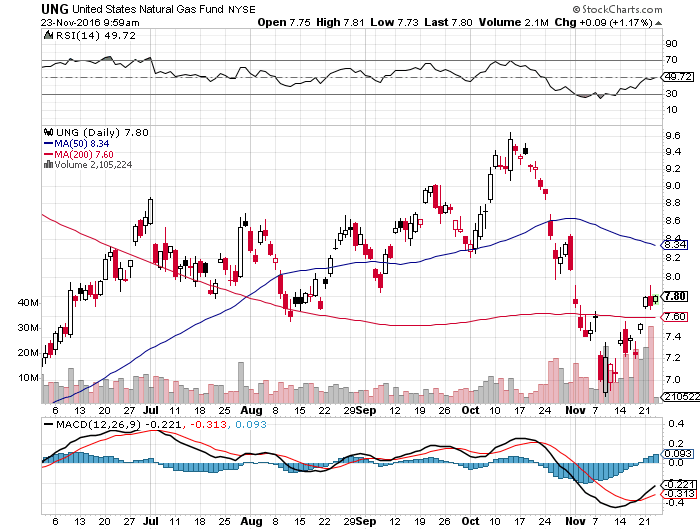 UNG United States Natural Gas Fund NYSE © StockCharts.com
23-Nov-2016 9:59am Open 7.75 High 7.81 Low 7.73 Last 7.80 Volume 2.1M Chg +0.09 (+1.17%)
RSI(14) 49.72
90
70
49.72
30
10
UNG (Daily) 7.80
MA(50) 8.34
MA(200) 7.60
Volume 2,105,224
9.6
9.4
9.2
9.0
8.8
8.6
8.4
8.34
8.2
8.0
7.80
7.60
7.4
7.2
7.0
40M
30M
20M
10M
2105224
6 13 20 27 Jul 11 18 25 Aug 8 15 22 29 Sep 12 19 26 Oct 10 17 24 Nov 7 14 21
MACD(12,26,9) -0.221, -0.313, 0.093
0.4
0.2
0.093
0.0
-0.221
-0.313
-0.4
6 13 20 27 Jul 11 18 25 Aug 8 15 22 29 Sep 12 19 26 Oct 10 17 24 Nov 7 14 21